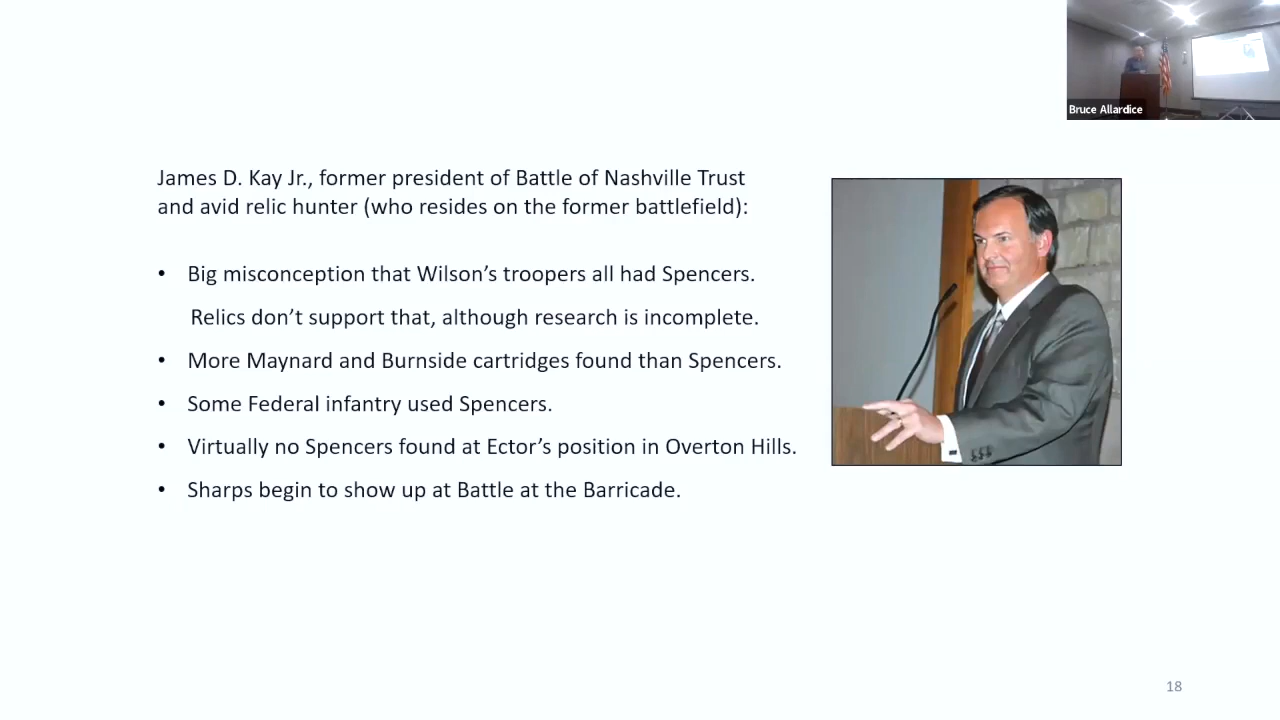 Bruce Allardice
James D. Kay Jr., former president of Battle of Nashville Trust
and avid relic hunter (who resides on the former battlefield):
• Big misconception that Wilson’s troopers all had Spencers.
Relics don’t support that, although research is incomplete.
• More Maynard and Burnside cartridges found than Spencers.
• Some Federal infantry used Spencers.
• Virtually no Spencers found at Ector’s position in Overton Hills.
• Sharps begin to show up at Battle at the Barricade.
18